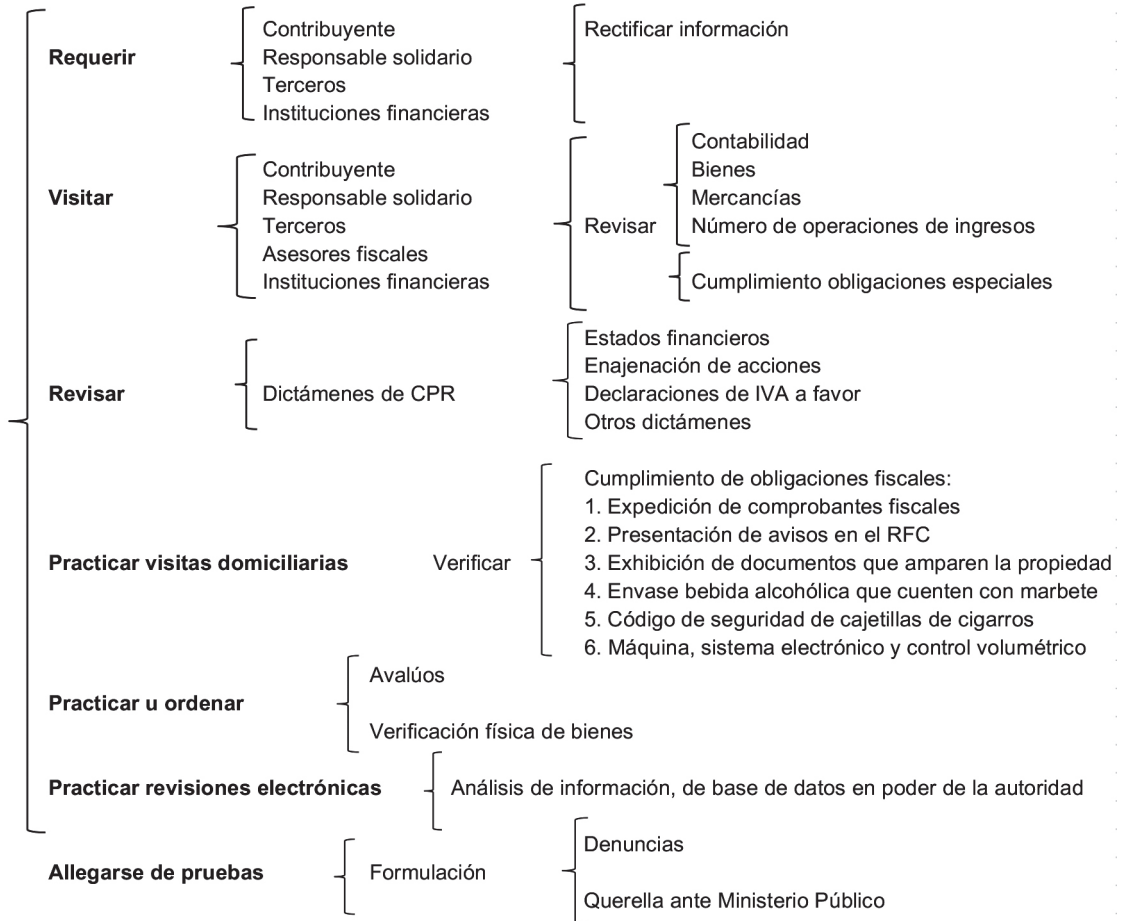 Requerir
Contribuyente
Responsable solidario
Terceros
Instituciones financieras
Rectificar información
Visitar
Contribuyente
Responsable solidario
Terceros
Asesores fiscales
Instituciones financieras
Revisar
Contabilidad
Bienes
Mercancías
Número de operaciones de ingresos
Cumplimiento obligaciones especiales
Revisar
Dictámenes de CPR
Estados financieros
Enajenación de acciones
Declaraciones de IVA a favor
Otros dictámenes
Practicar visitas domiciliarias
Verificar
Cumplimiento de obligaciones fiscales:
1. Expedición de comprobantes fiscales
2. Presentación de avisos en el RFC
3. Exhibición de documentos que amparen la propiedad
4. Envase bebida alcohólica que cuenten con marbete
5. Código de seguridad de cajetillas de cigarros
6. Máquina, sistema electrónico y control volumétrico
Practicar u ordenar
Avalúos
Verificación física de bienes
Practicar revisiones electrónicas
Análisis de información, de base de datos en poder de la autoridad
Allegarse de pruebas
Formulación
Denuncias
Querella ante Ministerio Público